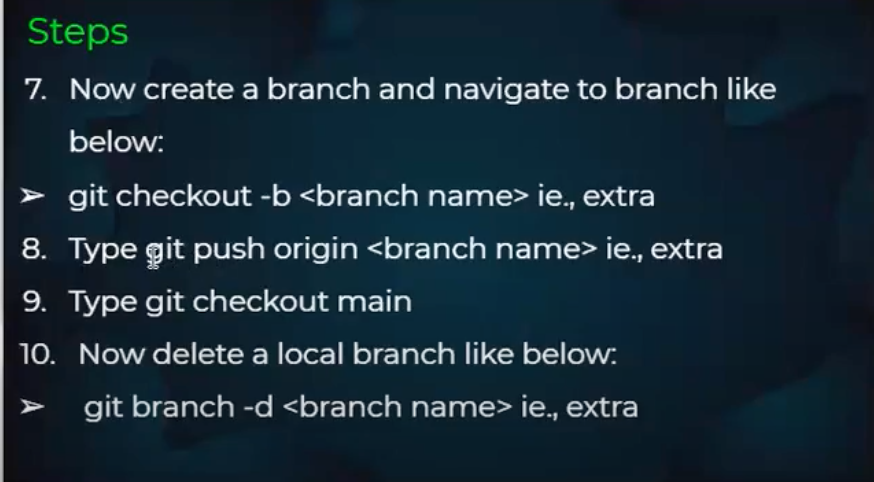 Steps
7. Now create a branch and navigate to branch like
below:
➢ git checkout -b <branch name> ie., extra
8. Type git push origin <branch name> ie., extra
9. Type git checkout main
10. Now delete a local branch like below:
➢ git branch -d <branch name> ie., extra